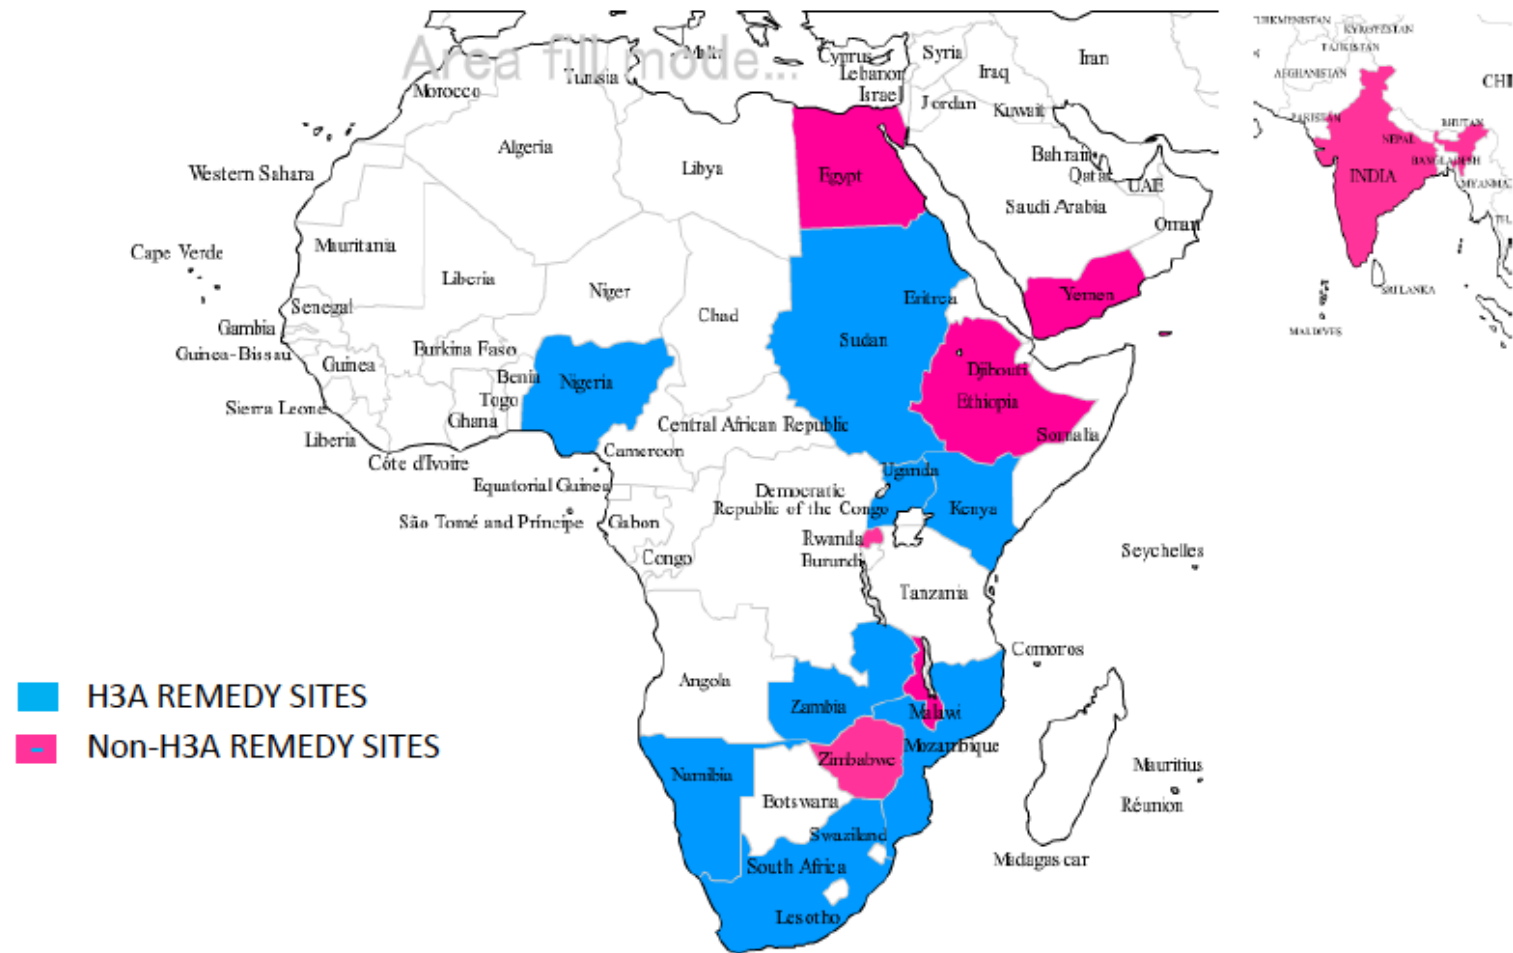 Area fill mode...
Malta
Cyprus
Lebanon
Israel
Syria
Iraq
Iran
Jordan
Kuwait
Tunisia
Morocco
Algeria
Libya
Egypt
Bahrain
Qatar
UAE
Saudi Arabia
Oman
Western Sahara
Mauritania
Cape Verde
Liberia
Niger
Chad
Eritrea
Yemen
Senegal
Gambia
Guinea-Bissau
Guinea
Burkina Faso
Benia
Togo
Ghana
Nigeria
Sudan
Djibouti
Ethiopia
Somalia
Sierra Leone
Liberia
Côte d'Ivoire
Central African Republic
Cameroon
Equatorial Guinea
São Tomé and Príncipe
Gabon
Congo
Democratic
Republic of the Congo
Uganda
Kenya
Rwanda
Burundi
Tanzania
Seychelles
Comoros
Angola
Zambia
Malawi
Mozambique
Zimbabwe
Namibia
Botswana
Swaziland
South Africa
Lesotho
Mauritius
Réunion
Madagascar
H3A REMEDY SITES
Non-H3A REMEDY SITES
TURKMENISTAN
KYRGYZSTAN
TAJIKISTAN
AFGHANISTAN
CHI
PAKISTAN
NEPAL
BHUTAN
BANGLADESH
INDIA
MYANMA
SRI LANKA
MALDIVES